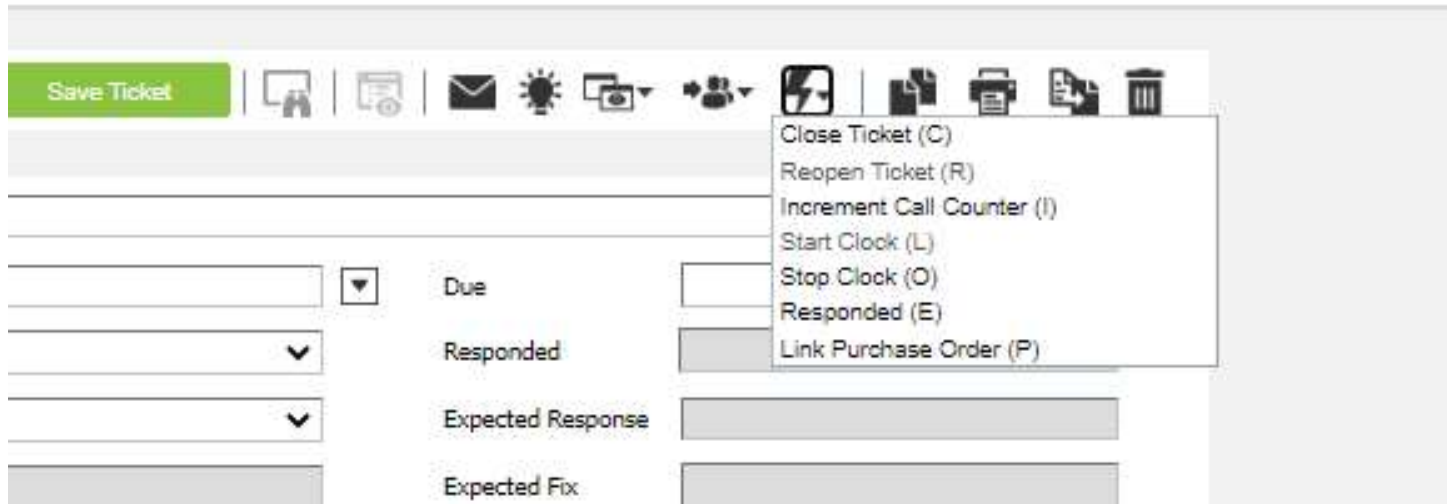 Save Ticket
Close Ticket (C)
Reopen Ticket (R)
Increment Call Counter (I)
Start Clock (L)
Due
Stop Clock (O)
Responded (E)
Responded
Link Purchase Order (P)
Expected Response
Expected Fix